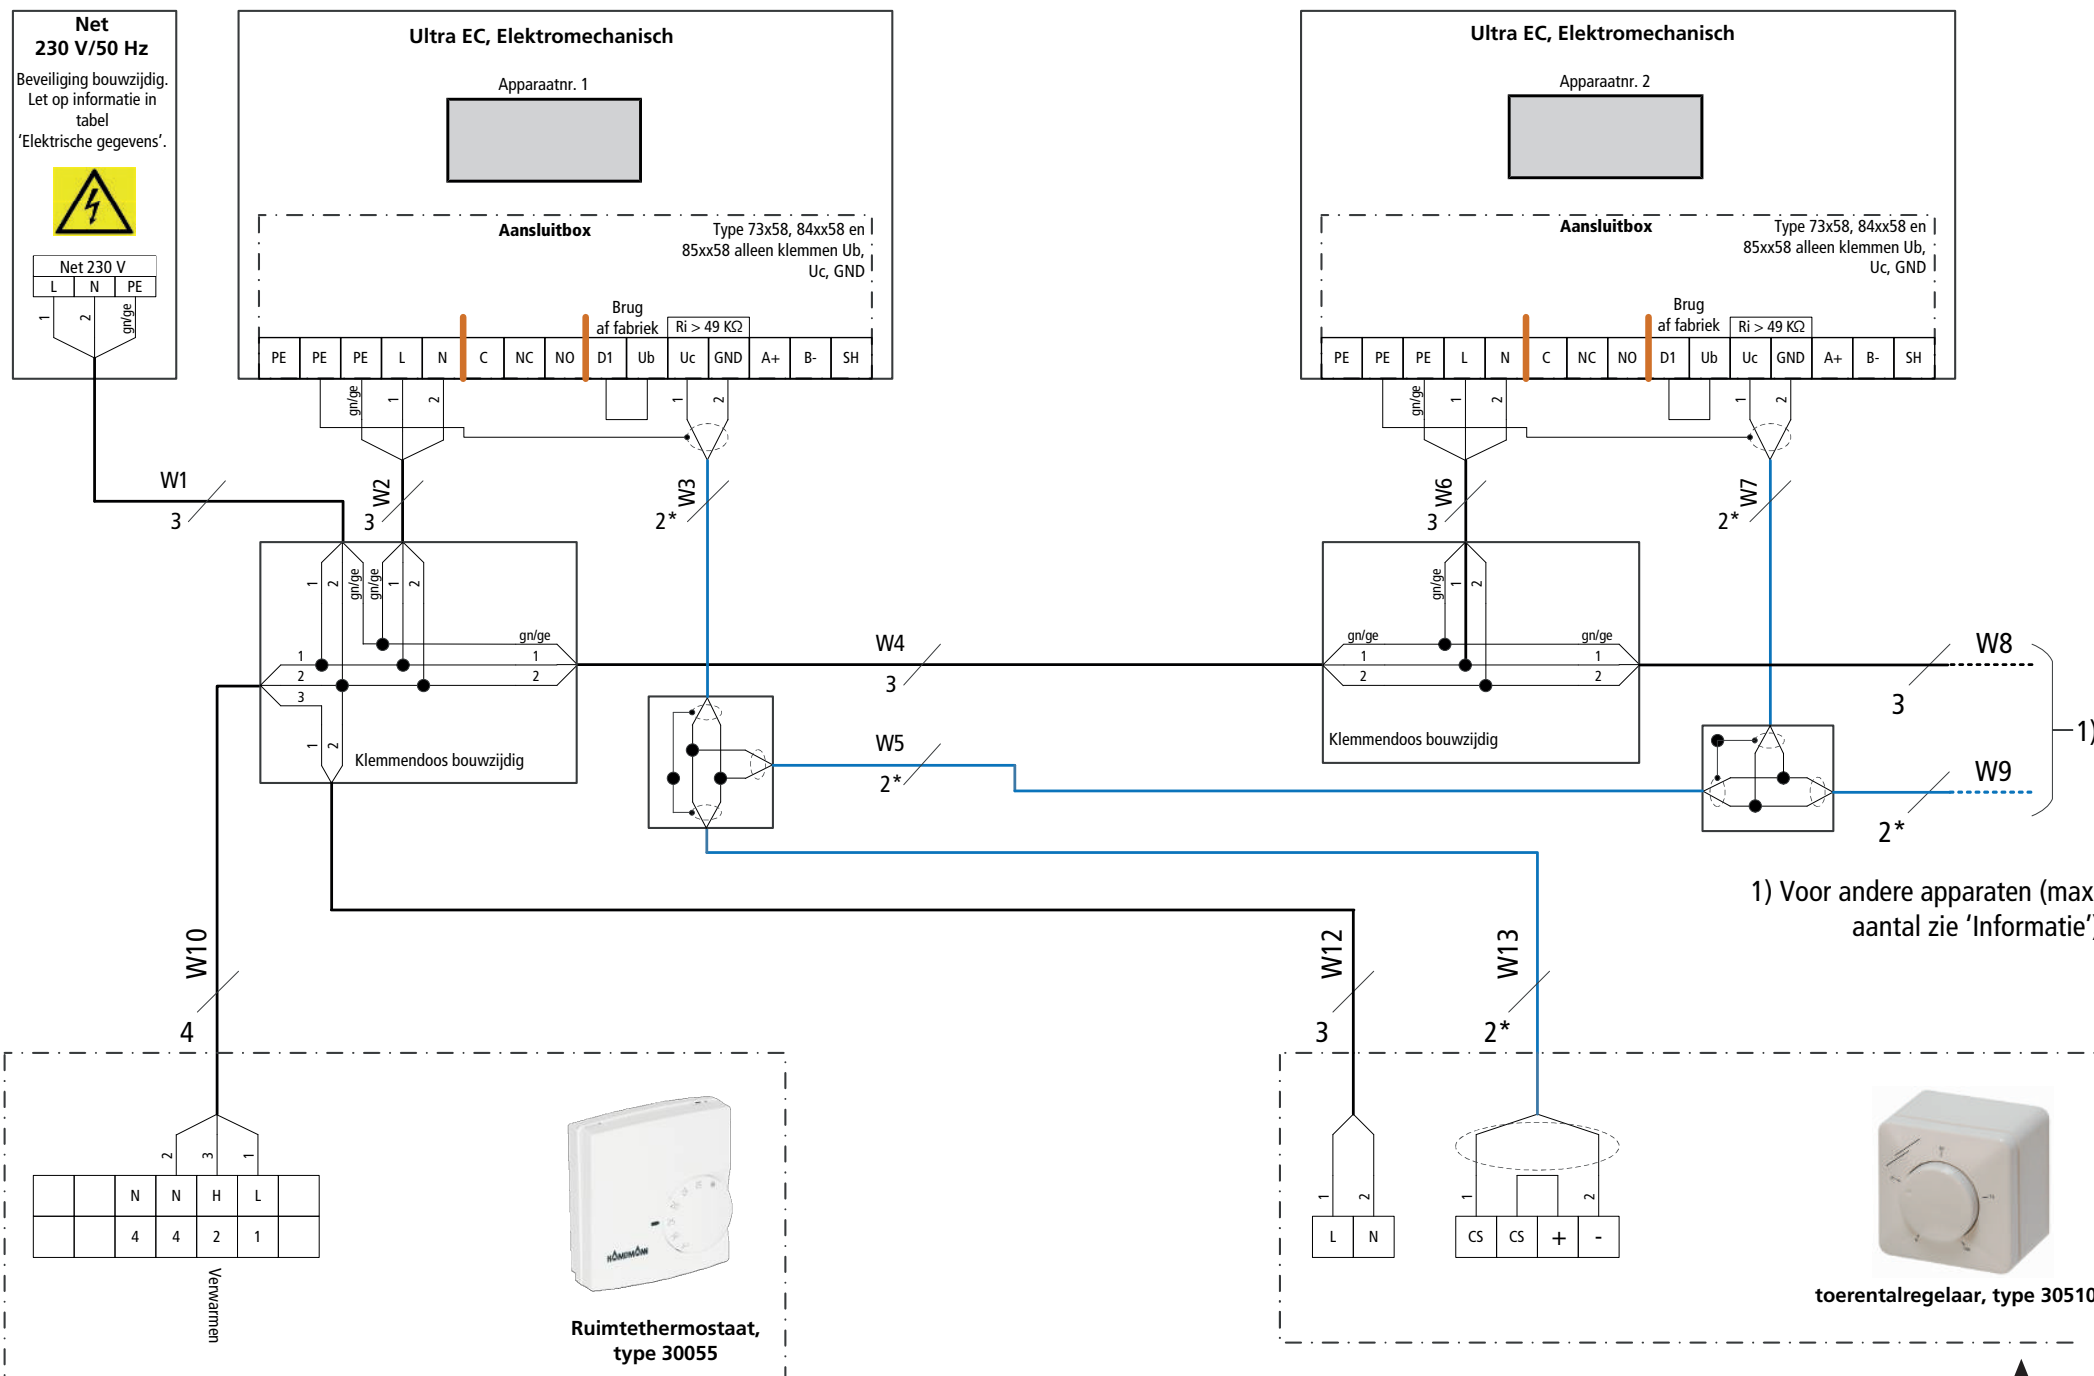 Net
230 V/50 Hz
Beveiliging bouwzijdig.
Let op informatie in
tabel
'Elektrische gegevens'.
Net 230 V
L N PE
1 2 gn/ge
Ultra EC, Elektromechanisch
Apparaatnr. 1
Aansluitbox
Type 73x58, 84xx58 en
85xx58 alleen klemmen Ub,
Uc, GND
Brug
af fabriek
Ri > 49 KΩ
PE PE PE L N C NC NO D1 Ub Uc GND A+ B- SH
gn/ge 1 2 1 2
Ultra EC, Elektromechanisch
Apparaatnr. 2
Aansluitbox
Type 73x58, 84xx58 en
85xx58 alleen klemmen Ub,
Uc, GND
Brug
af fabriek
Ri > 49 KΩ
PE PE PE L N C NC NO D1 Ub Uc GND A+ B- SH
gn/ge 1 2 1 2
W1
3
W2
3
W3
2*
W6
3
W7
2*
1 2 gn/ge gn/ge 1 2
gn/ge
1 1
2 2
3
1 2
Klemmendoos bouwzijdig
W4
3
W5
2*
gn/ge 1 2
gn/ge gn/ge
1 1
2 2
Klemmendoos bouwzijdig
W8
3
W9
2*
1)
1) Voor andere apparaten (max
aantal zie 'Informatie')
W10
4
W12
3
W13
2*
2 3 1
N N H L
4 4 2 1
Verwarmen
Ruimtethermostaat,
type 30055
1 2
L N
1 2
CS CS + -
toerentalregelaar, type 30510